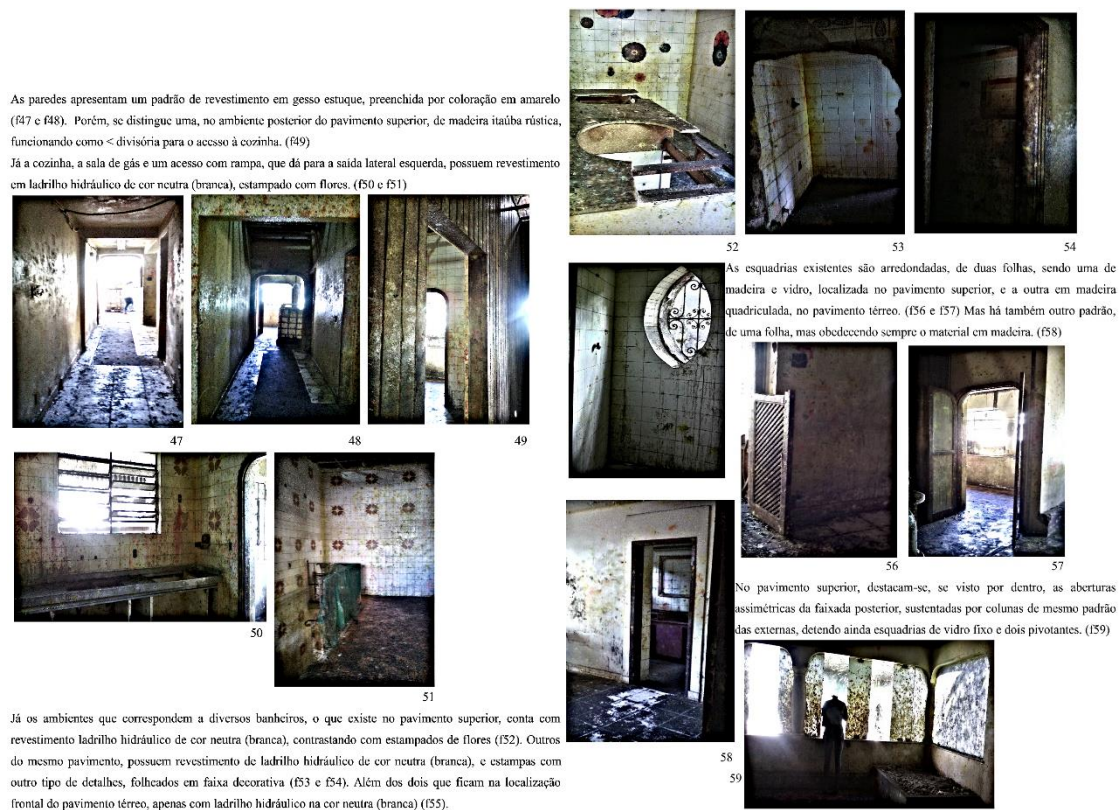 As paredes apresentam um padrão de revestimento em gesso estuque, preenchida por coloração em amarelo
(f47 e f48). Porém, se distingue uma, no ambiente posterior do pavimento superior, de madeira itaúba rústica,
funcionando como < divisória para o acesso à cozinha. (f49)
Já a cozinha, a sala de gás e um acesso com rampa, que dá para a saída lateral esquerda, possuem revestimento
em ladrilho hidráulico de cor neutra (branca), estampado com flores. (f50 e f51)
47
48
49
50
51
Já os ambientes que correspondem a diversos banheiros, o que existe no pavimento superior, conta com
revestimento ladrilho hidráulico de cor neutra (branca), contrastando com estampados de flores (f52). Outros
do mesmo pavimento, possuem revestimento de ladrilho hidráulico de cor neutra (branca), e estampas com
outro tipo de detalhes, folheados em faixa decorativa (f53 e f54). Além dos dois que ficam na localização
frontal do pavimento térreo, apenas com ladrilho hidráulico na cor neutra (branca) (f55).
52
53
54
As esquadrias existentes são arredondadas, de duas folhas, sendo uma de
madeira e vidro, localizada no pavimento superior, e a outra em madeira
quadriculada, no pavimento térreo. (f56 e f57) Mas há também outro padrão,
de uma folha, mas obedecendo sempre o material em madeira. (f58)
56
57
No pavimento superior, destacam-se, se visto por dentro, as aberturas
assimétricas da faixada posterior, sustentadas por colunas de mesmo padrão
das externas, detendo ainda esquadrias de vidro fixo e dois pivotantes. (f59)
58
59